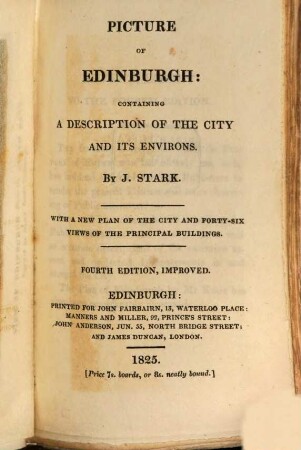 PICTURE
OF
EDINBURGH:
CONTAINING
A DESCRIPTION OF THE CITY
AND ITS ENVIRONS.
By J. STARK.
WITH A NEW PLAN OF THE CITY AND FORTY-SIX
VIEWS OF THE PRINCIPAL BUILDINGS.
FOURTH EDITION, IMPROVED.
EDINBURGH:
PRINTED FOR JOHN FAIRBAIRN, 13, WATERLOO PLACE:
MANNERS AND MILLER, 92, PRINCE'S STREET:
JOHN ANDERSON, JUN. 55, NORTH BRIDGE STREET:
AND JAMES DUNCAN, LONDON.
1825.
[Price 7s. boards, or 8s. neatly bound.]